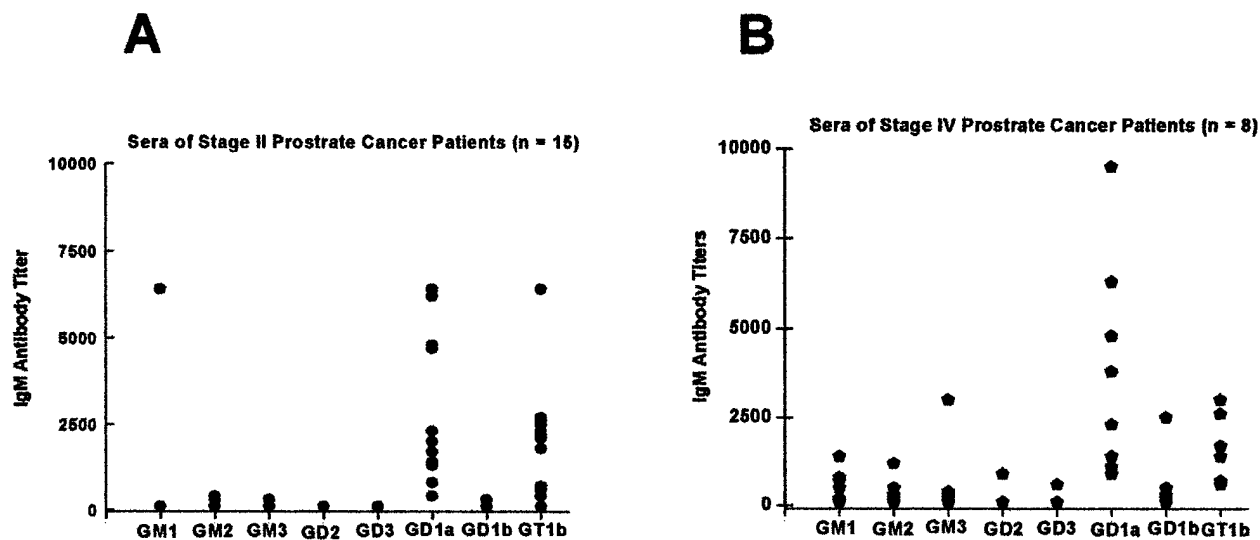 A
Sera of Stage II Prostrate Cancer Patients (n = 15)
IgM Antibody Titer
10000
7500
5000
2500
0
GM1 GM2 GM3 GD2 GD3 GD1a GD1b GT1b
B
Sera of Stage IV Prostrate Cancer Patients (n = 8)
IgM Antibody Titers
10000
7500
5000
2500
0
GM1 GM2 GM3 GD2 GD3 GD1a GD1b GT1b